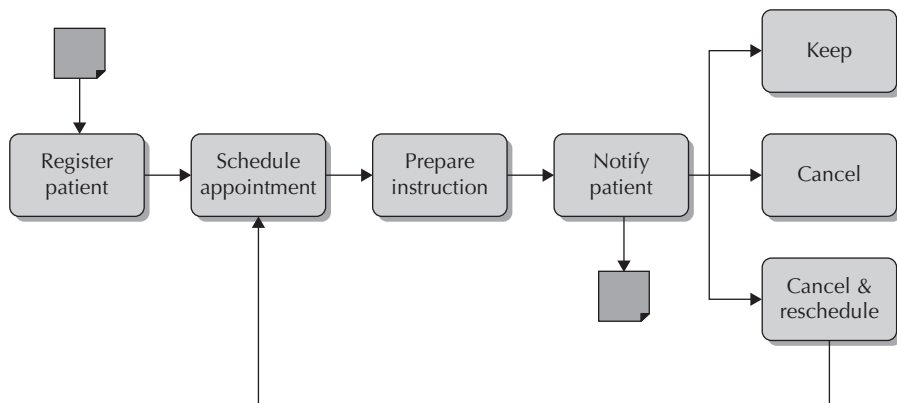 Keep
Register
patient
Schedule
appointment
Prepare
instruction
Notify
patient
Cancel
Cancel &
reschedule